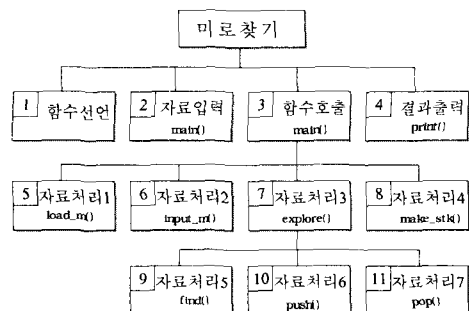 미로찾기
1 함수선언
2 자료입력
main()
3 함수호출
main()
4 결과출력
print()
5 자료처리1
load_m()
6 자료처리2
input_m()
7 자료처리3
explore()
8 자료처리4
make_stk()
9 자료처리5
find()
10 자료처리6
push()
11 자료처리7
pop()